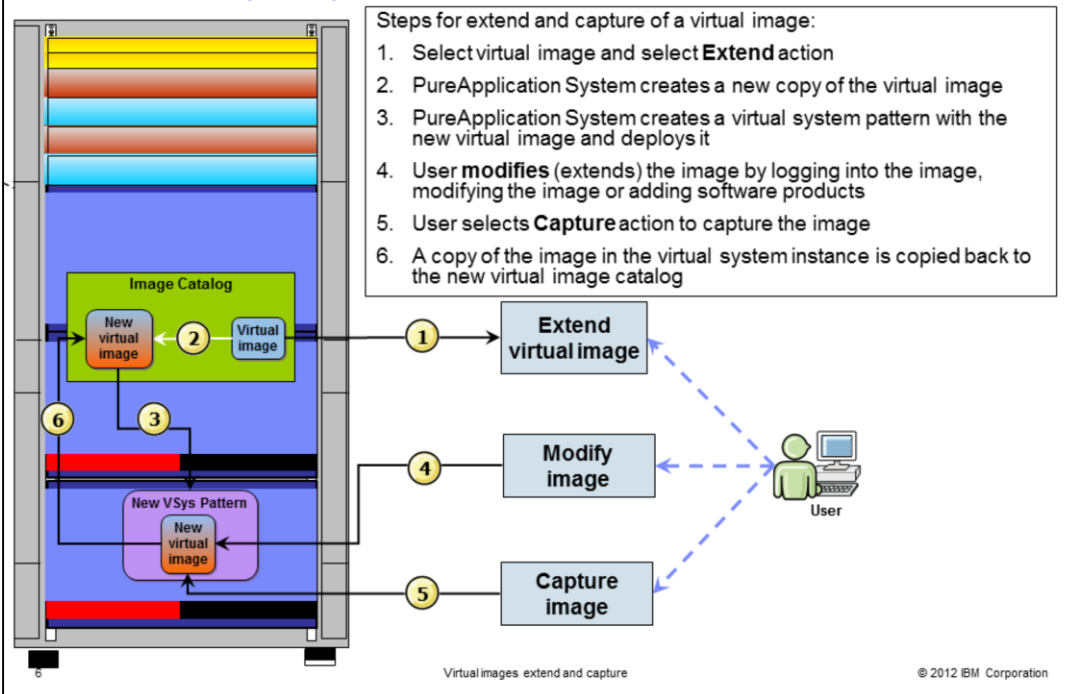 Steps for extend and capture of a virtual image:
1. Select virtual image and select Extend action
2. PureApplication System creates a new copy of the virtual image
3. PureApplication System creates a virtual system pattern with the
new virtual image and deploys it
4. User modifies (extends) the image by logging into the image,
modifying the image or adding software products
5. User selects Capture action to capture the image
6. A copy of the image in the virtual system instance is copied back to
the new virtual image catalog
Image Catalog
New
virtual
image
2
Virtual
image
1
Extend
virtual image
6
3
4
Modify
image
User
New VSys Pattern
New
virtual
image
5
Capture
image
6
Virtual images extend and capture
© 2012 IBM Corporation